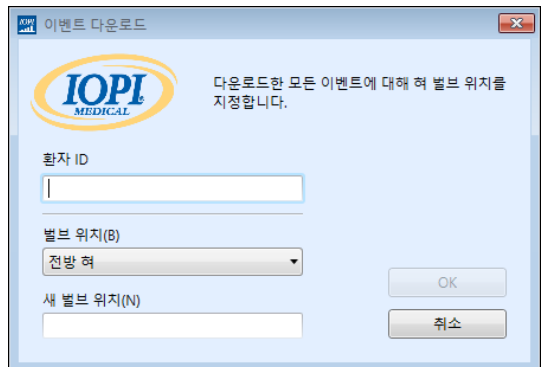 IOPI
이벤트 다운로드
IOPI
MEDICAL
다운로드한 모든 이벤트에 대해 혀 벌브 위치를
지정합니다.
환자 ID
벌브 위치(B)
전방 혀
새 벌브 위치(N)
OK
취소